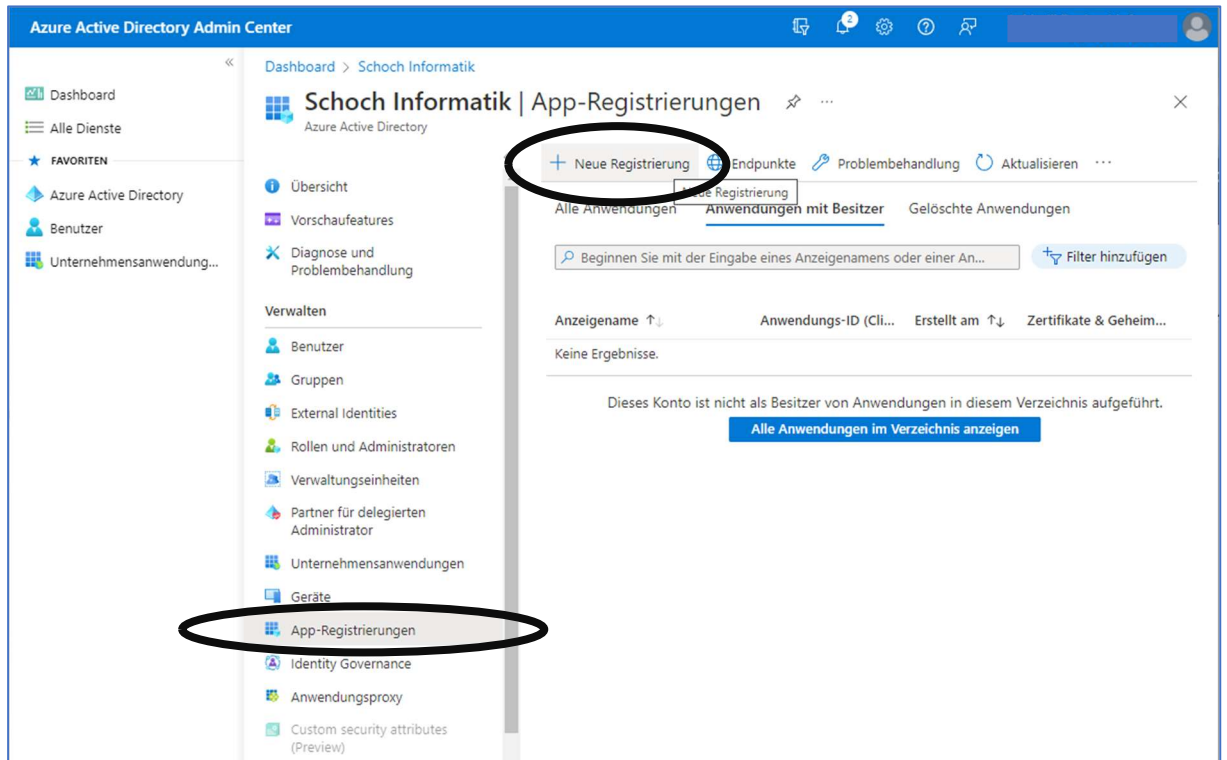 Azure Active Directory Admin Center
2
«
Dashboard
Alle Dienste
FAVORITEN
Azure Active Directory
Benutzer
Unternehmensanwendung...
Dashboard > Schoch Informatik
Schoch Informatik | App-Registrierungen ...
Azure Active Directory
Übersicht
Vorschaufeatures
Diagnose und
Problembehandlung
Verwalten
Benutzer
Gruppen
External Identities
Rollen und Administratoren
Verwaltungseinheiten
Partner für delegierten
Administrator
Unternehmensanwendungen
Geräte
App-Registrierungen
Identity Governance
Anwendungsproxy
Custom security attributes
(Preview)
+ Neue Registrierung Endpunkte Problembehandlung Aktualisieren ...
Neue Registrierung
Alle Anwendungen Anwendungen mit Besitzer Gelöschte Anwendungen
Beginnen Sie mit der Eingabe eines Anzeigenamens oder einer An... Filter hinzufügen
Anzeigename ↑↓ Anwendungs-ID (Cli... Erstellt am ↑↓ Zertifikate & Geheim...
Keine Ergebnisse.
Dieses Konto ist nicht als Besitzer von Anwendungen in diesem Verzeichnis aufgeführt.
Alle Anwendungen im Verzeichnis anzeigen